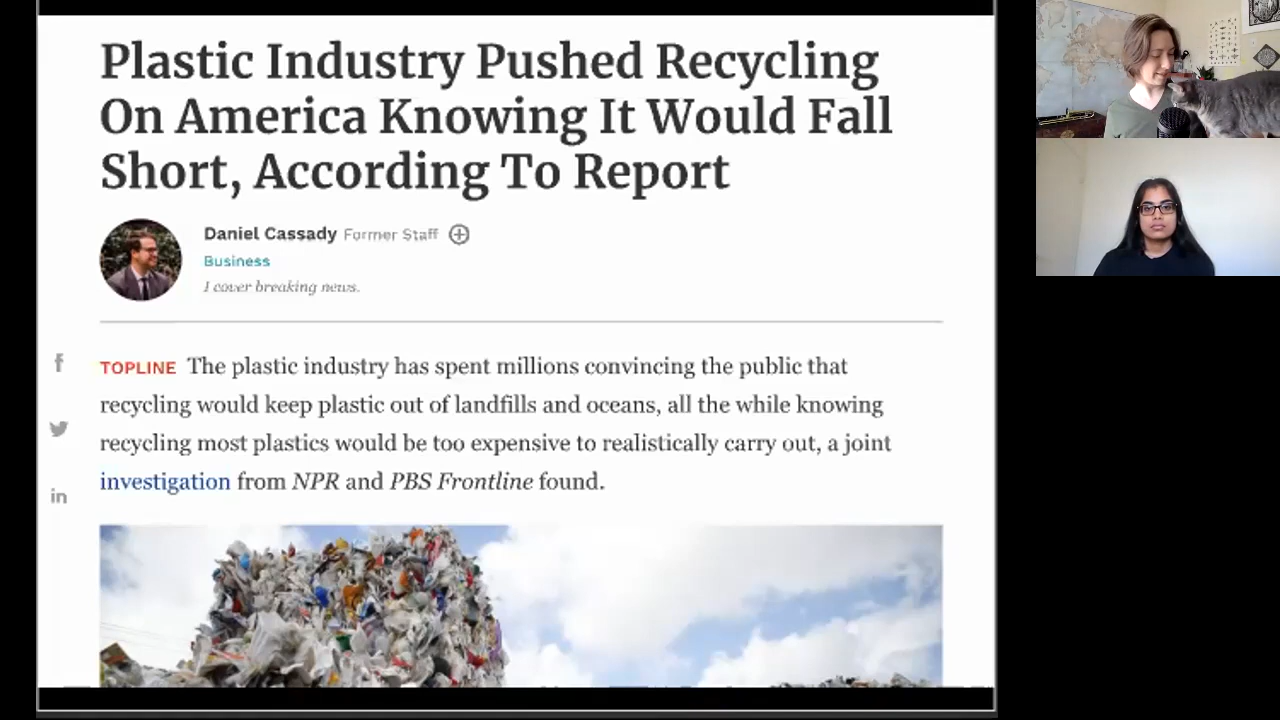 Plastic Industry Pushed Recycling
On America Knowing It Would Fall
Short, According To Report
Daniel Cassady Former Staff
Business
I cover breaking news.
TOPLINE The plastic industry has spent millions convincing the public that
recycling would keep plastic out of landfills and oceans, all the while knowing
recycling most plastics would be too expensive to realistically carry out, a joint
investigation from NPR and PBS Frontline found.
f
in